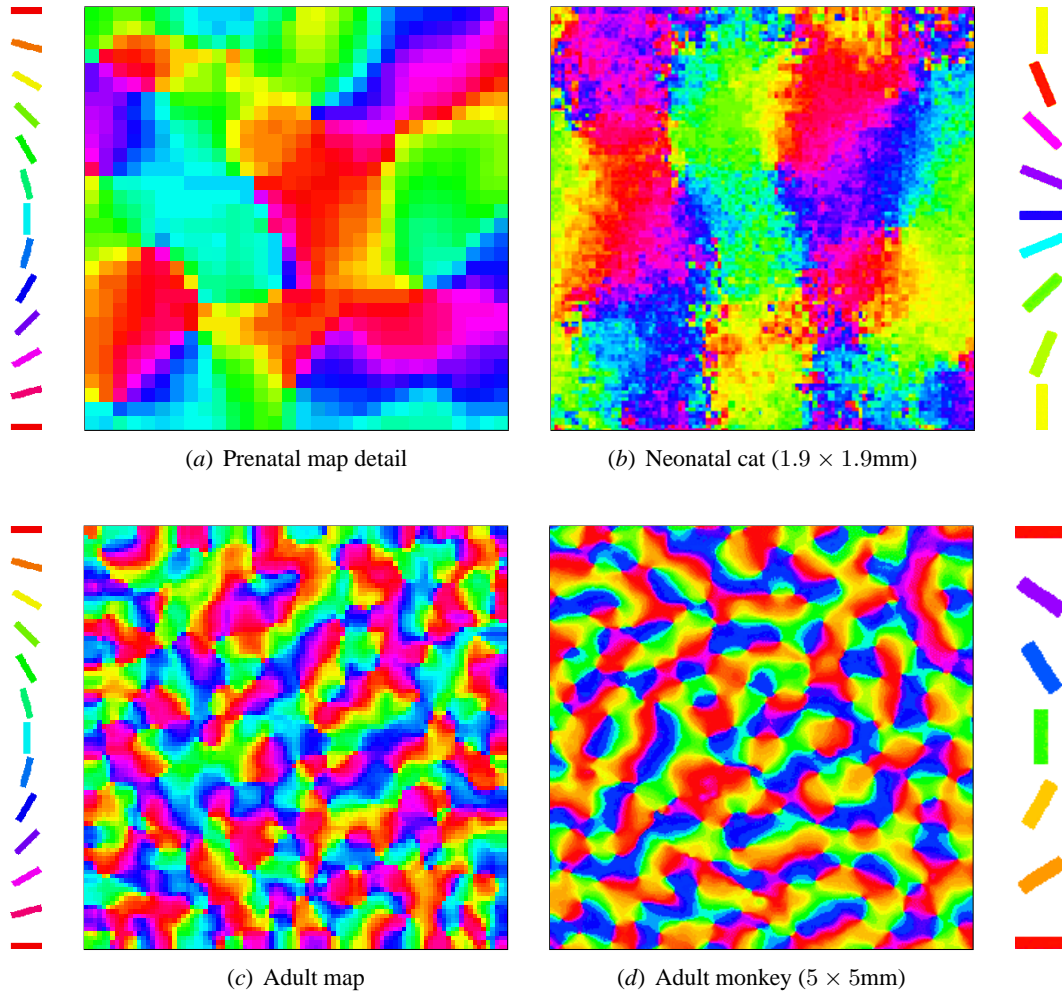 (a) Prenatal map detail
(b) Neonatal cat (1.9 × 1.9mm)
(c) Adult map
(d) Adult monkey (5 × 5mm)